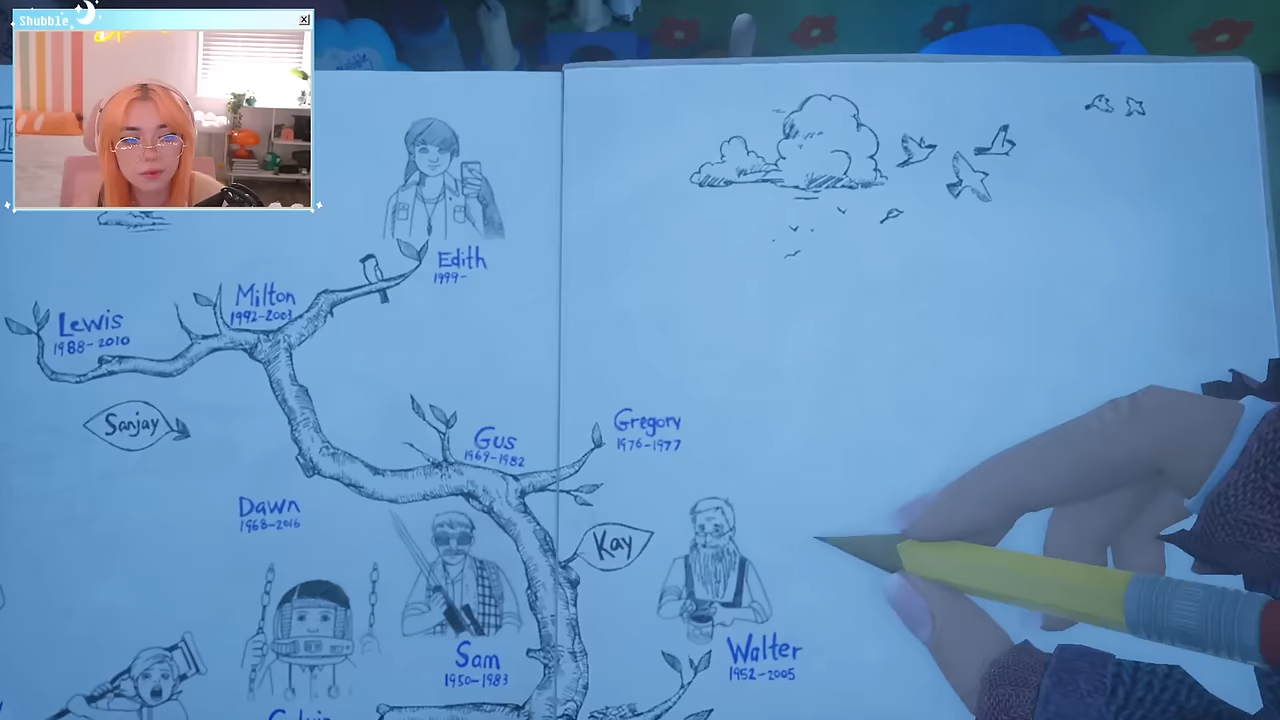 Shubble
Edith
1999-
Milton
1992-2003
Lewis
1988-2010
Sanjay
Gregory
1976-1977
Gus
1969-1982
Dawn
1968-2016
Kay
Walter
1952-2005
Sam
1950-1983